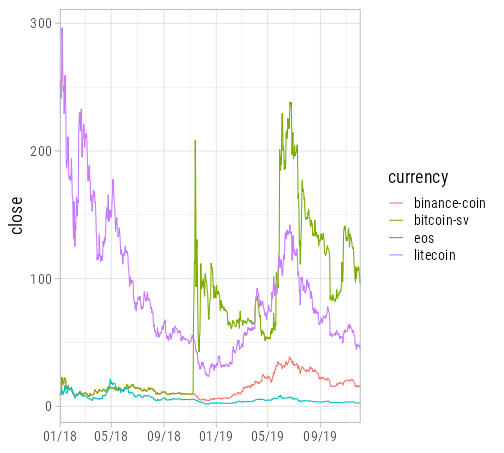 300
200
100
0
close
01/18 05/18 09/18 01/19 05/19 09/19
currency
binance-coin
bitcoin-sv
eos
litecoin